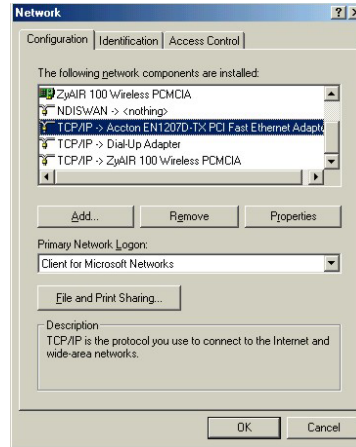 Network
Configuration Identification Access Control
The following network components are installed:
ZyAIR 100 Wireless PCMCIA
NDISWAN -> <nothing>
TCP/IP -> Accton EN1207D-TX PCI Fast Ethernet Adapte
TCP/IP -> Dial-Up Adapter
TCP/IP -> ZyAIR 100 Wireless PCMCIA
Add... Remove Properties
Primary Network Logon:
Client for Microsoft Networks
File and Print Sharing...
Description
TCP/IP is the protocol you use to connect to the Internet and
wide-area networks.
OK Cancel